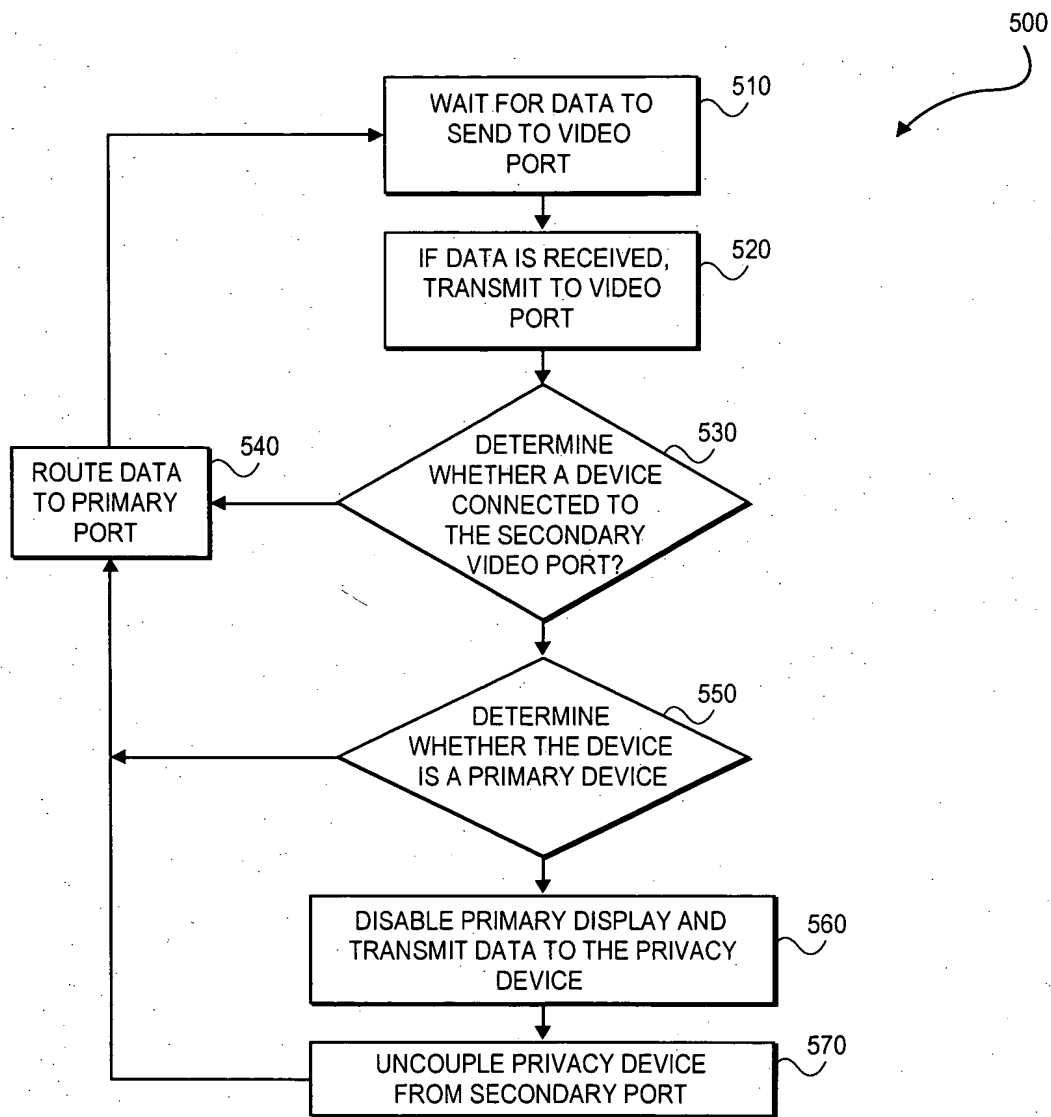 500
WAIT FOR DATA TO
SEND TO VIDEO
PORT
510
IF DATA IS RECEIVED,
TRANSMIT TO VIDEO
PORT
520
DETERMINE
WHETHER A DEVICE
CONNECTED TO
THE SECONDARY
VIDEO PORT?
530
ROUTE DATA
TO PRIMARY
PORT
540
DETERMINE
WHETHER THE DEVICE
IS A PRIMARY DEVICE
550
DISABLE PRIMARY DISPLAY AND
TRANSMIT DATA TO THE PRIVACY
DEVICE
560
UNCOUPLE PRIVACY DEVICE
FROM SECONDARY PORT
570